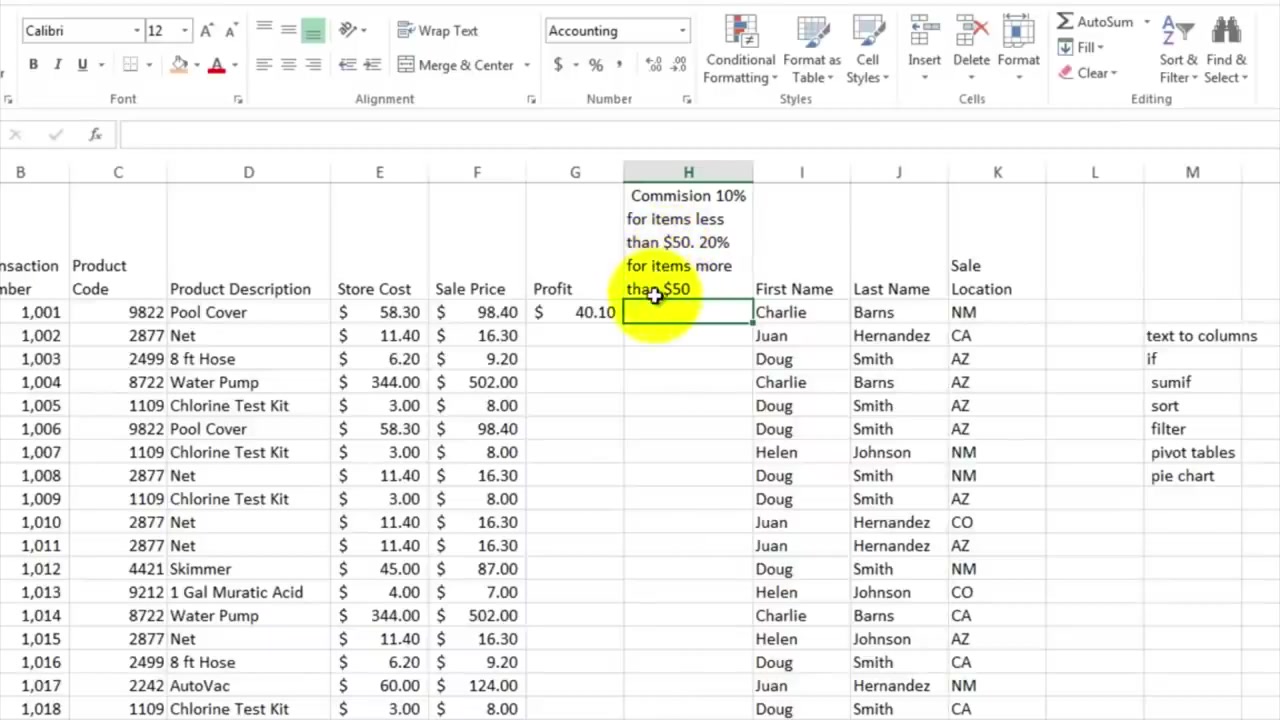 Calibri 12 A A Wrap Text Accounting AutoSum
B I U A Merge & Center $ % , Conditional Formatting Format as Table Cell Styles Insert Delete Format Fill Clear Sort & Filter Find & Select
Font Alignment Number Styles Cells Editing
fx
B C D E F G H I J K L M
nsaction
mber
Product
Code
Product Description
Store Cost
Sale Price
Profit
Commision 10%
for items less
than $50. 20%
for items more
than $50
First Name
Last Name
Sale
Location
1,001 9822 Pool Cover $ 58.30 $ 98.40 $ 40.10 Charlie Barns NM
1,002 2877 Net $ 11.40 $ 16.30 Juan Hernandez CA text to columns
1,003 2499 8 ft Hose $ 6.20 $ 9.20 Doug Smith AZ if
1,004 8722 Water Pump $ 344.00 $ 502.00 Charlie Barns AZ sumif
1,005 1109 Chlorine Test Kit $ 3.00 $ 8.00 Doug Smith AZ sort
1,006 9822 Pool Cover $ 58.30 $ 98.40 Doug Smith AZ filter
1,007 1109 Chlorine Test Kit $ 3.00 $ 8.00 Helen Johnson NM pivot tables
1,008 2877 Net $ 11.40 $ 16.30 Doug Smith NM pie chart
1,009 1109 Chlorine Test Kit $ 3.00 $ 8.00 Doug Smith AZ
1,010 2877 Net $ 11.40 $ 16.30 Juan Hernandez CO
1,011 2877 Net $ 11.40 $ 16.30 Juan Hernandez AZ
1,012 4421 Skimmer $ 45.00 $ 87.00 Doug Smith NM
1,013 9212 1 Gal Muratic Acid $ 4.00 $ 7.00 Helen Johnson CO
1,014 8722 Water Pump $ 344.00 $ 502.00 Charlie Barns CA
1,015 2877 Net $ 11.40 $ 16.30 Helen Johnson AZ
1,016 2499 8 ft Hose $ 6.20 $ 9.20 Doug Smith CA
1,017 2242 AutoVac $ 60.00 $ 124.00 Juan Hernandez NM
1,018 1109 Chlorine Test Kit $ 3.00 $ 8.00 Doug Smith CA